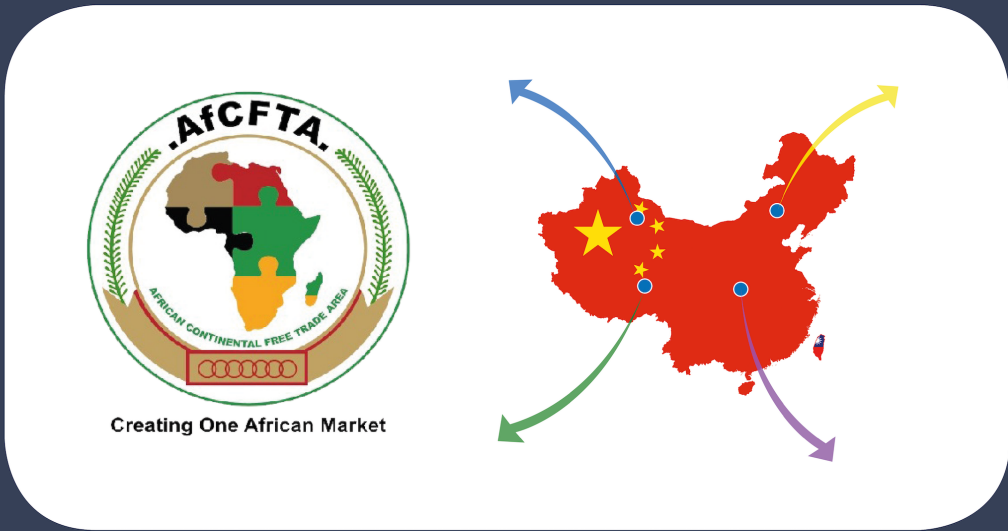 .AfCFTA.
AFRICAN CONTINENTAL FREE TRADE AREA
Creating One African Market